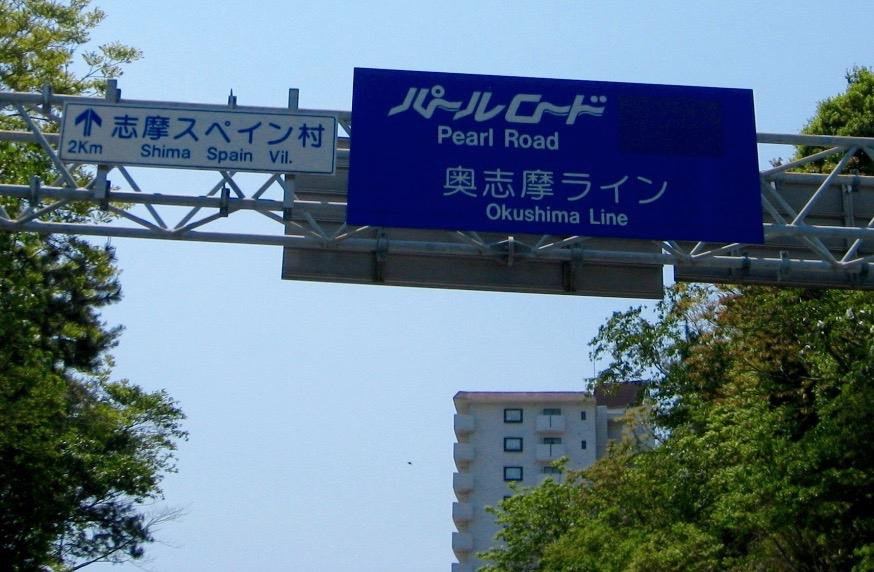 志摩スペイン村
2Km Shima Spain Vil.
パールロード
Pearl Road
奥志摩ライン
Okushima Line